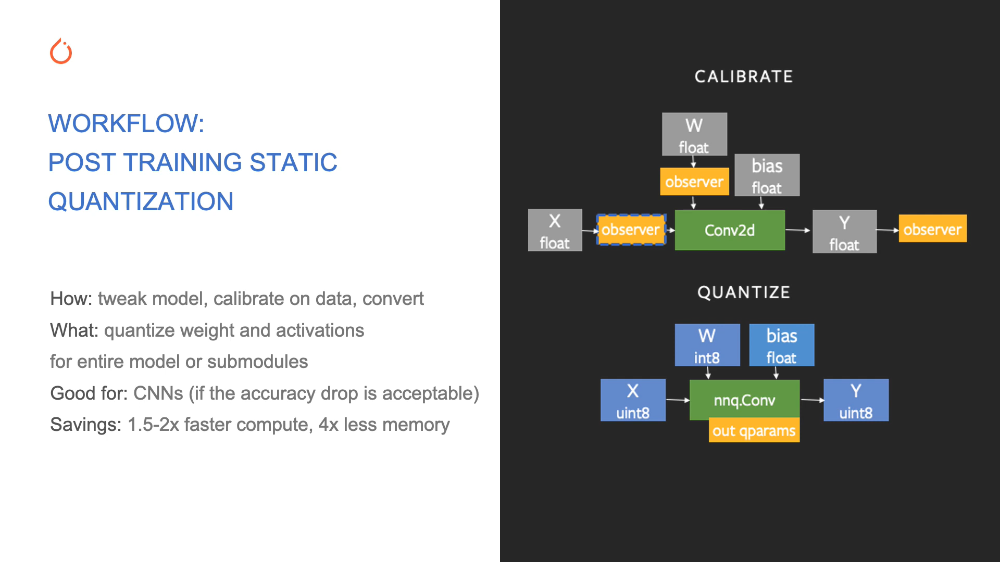 WORKFLOW:
POST TRAINING STATIC
QUANTIZATION
How: tweak model, calibrate on data, convert
What: quantize weight and activations
for entire model or submodules
Good for: CNNs (if the accuracy drop is acceptable)
Savings: 1.5-2x faster compute, 4x less memory
CALIBRATE
W
float
observer
bias
float
X
float
observer
Conv2d
Y
float
observer
QUANTIZE
W
int8
bias
float
X
uint8
nnq.Conv
out qparams
Y
uint8